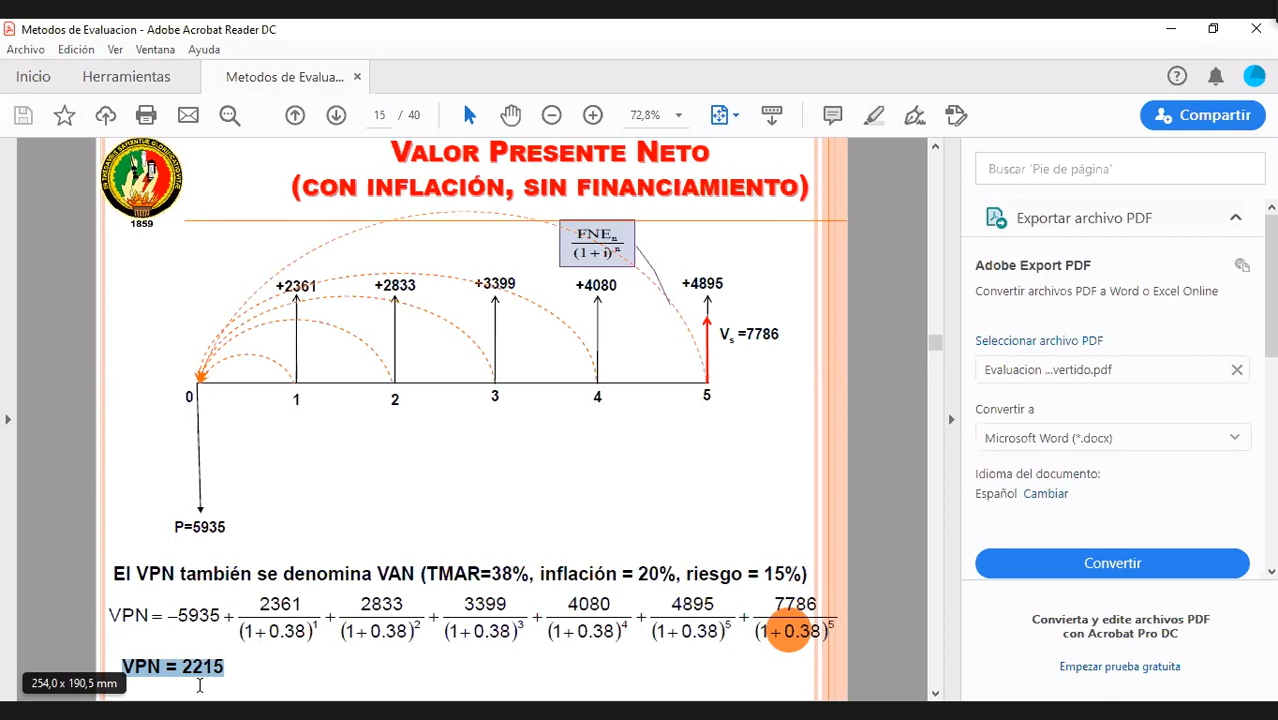 Metodos de Evaluacion - Adobe Acrobat Reader DC
Archivo Edición Ver Ventana Ayuda
Inicio Herramientas Metodos de Evalua... ×
15 / 40 72,8% Compartir
VALOR PRESENTE NETO
(CON INFLACIÓN, SIN FINANCIAMIENTO)
1859
FNEn
(1 + i)^n
+2361 +2833 +3399 +4080 +4895
Vs =7786
0 1 2 3 4 5
P=5935
El VPN también se denomina VAN (TMAR=38%, inflación = 20%, riesgo = 15%)
VPN = −5935 + 2361/(1+0.38)^1 + 2833/(1+0.38)^2 + 3399/(1+0.38)^3 + 4080/(1+0.38)^4 + 4895/(1+0.38)^5 + 7786/(1+0.38)^5
VPN = 2215
254,0 x 190,5 mm
Buscar 'Pie de página'
Exportar archivo PDF
Adobe Export PDF
Convertir archivos PDF a Word o Excel Online
Seleccionar archivo PDF
Evaluacion ...vertido.pdf
Convertir a
Microsoft Word (*.docx)
Idioma del documento:
Español Cambiar
Convertir
Convierta y edite archivos PDF
con Acrobat Pro DC
Empezar prueba gratuita